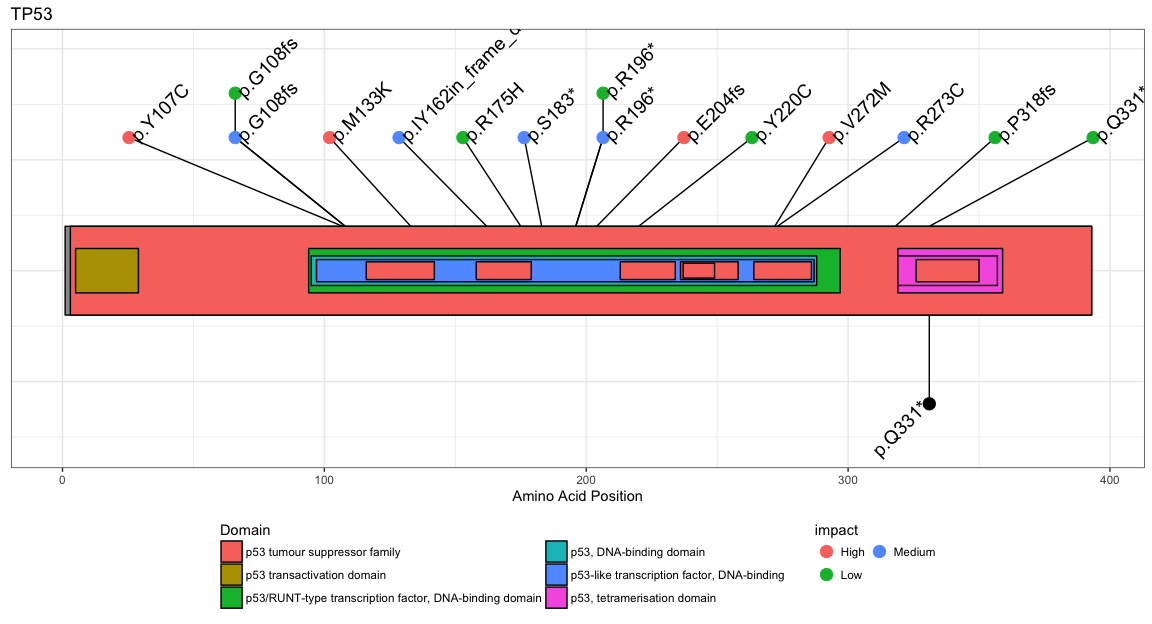 TP53
p.G108fs
p.R196*
p.Y107C
p.G108fs
p.M133K
p.IY162in_frame_
p.R175H
p.S183*
p.R196*
p.E204fs
p.Y220C
p.V272M
p.R273C
p.P318fs
p.Q331*
p.Q331*
0 100 200 300 400
Amino Acid Position
Domain
p53 tumour suppressor family
p53 transactivation domain
p53/RUNT-type transcription factor, DNA-binding domain
p53, DNA-binding domain
p53-like transcription factor, DNA-binding
p53, tetramerisation domain
impact
High Medium
Low